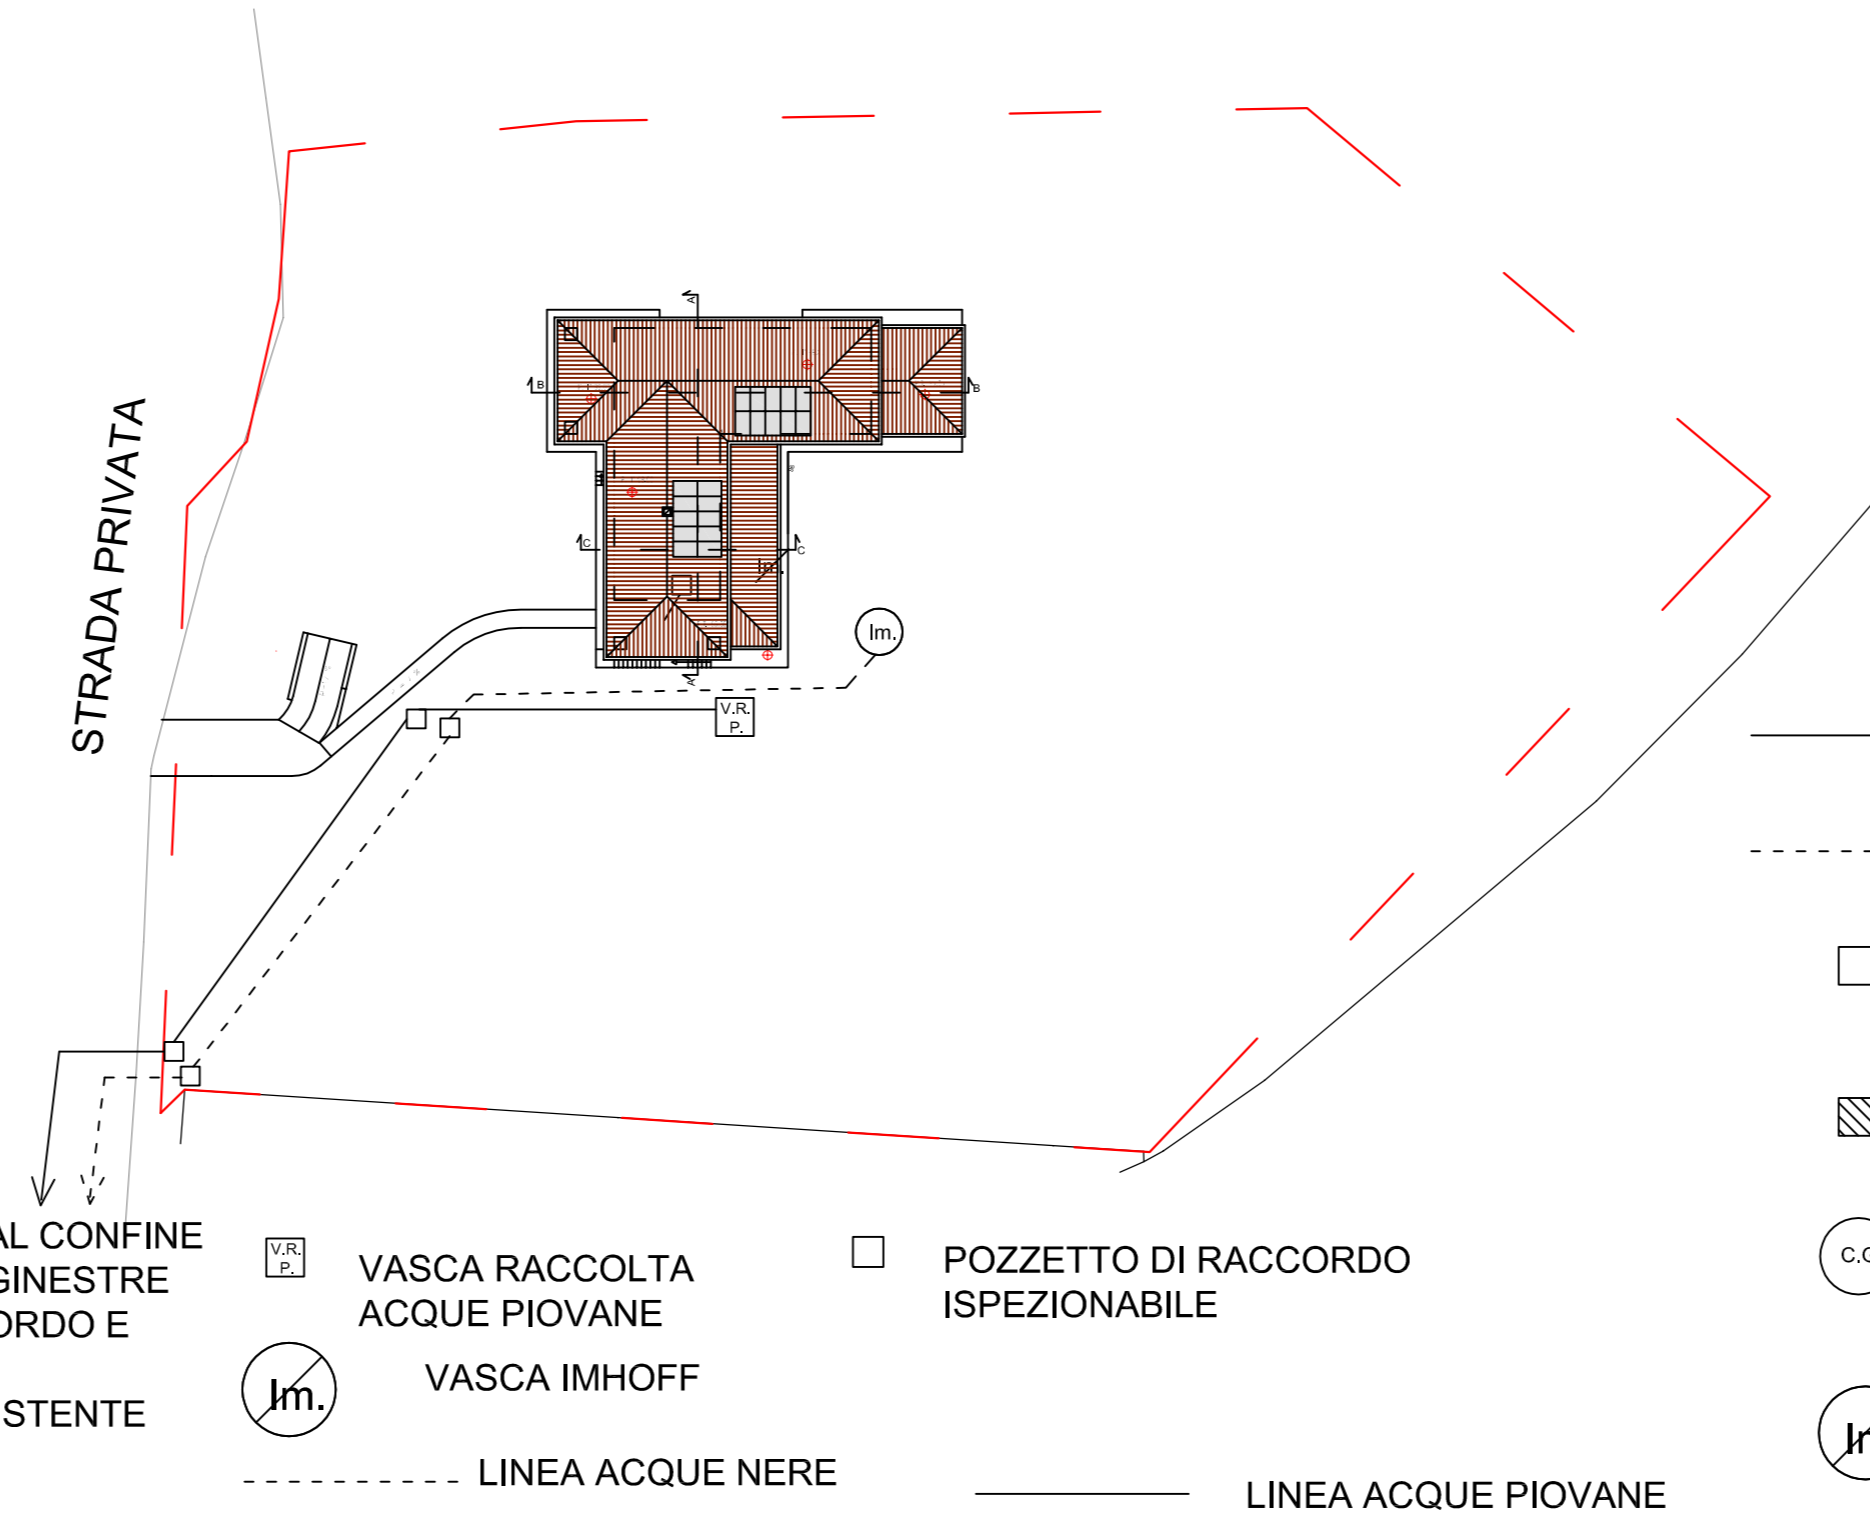 A
B
B
STRADA PRIVATA
C
C
Im.
Im.
A
V.R.
P.
AL CONFINE
GINESTRE
ORDO E
STENTE
V.R.
P.
VASCA RACCOLTA
ACQUE PIOVANE
POZZETTO DI RACCORDO
ISPEZIONABILE
Im.
VASCA IMHOFF
LINEA ACQUE NERE
LINEA ACQUE PIOVANE